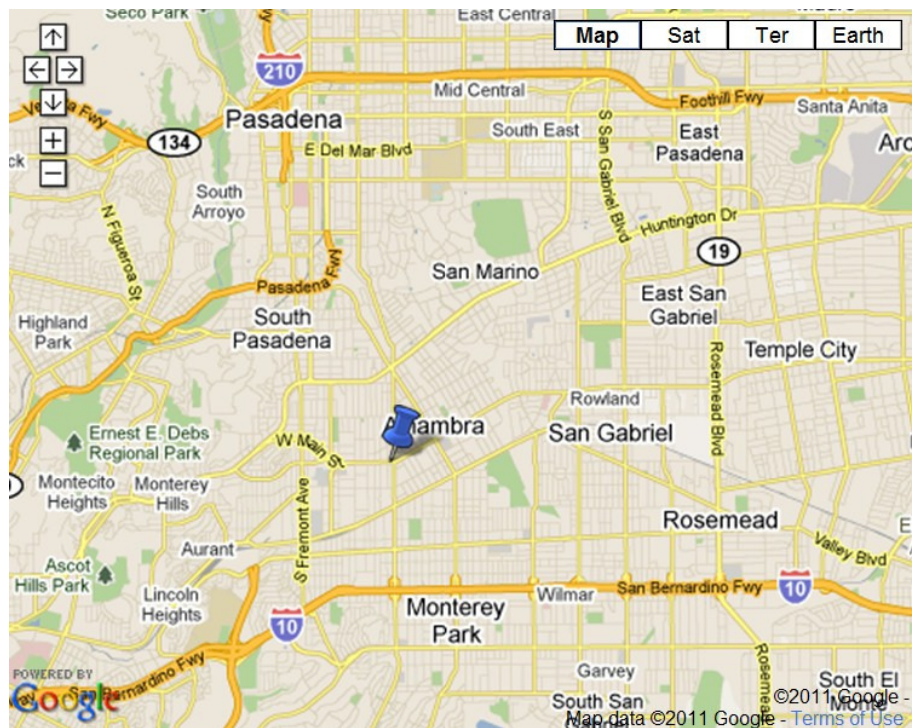 Seco Park
East Central
Map
Sat
Ter
Earth
210
Mid Central
Foothill Fwy
Santa Anita
Pasadena
134
South East
East
Pasadena
E Del Mar Blvd
S San Gabriel Blvd
South
Arroyo
N Figueroa St
Huntington Dr
19
San Marino
Pasadena Fwy
East San
Gabriel
Highland
Park
South
Pasadena
Temple City
Rosemead Blvd
Rowland
Alhambra
San Gabriel
Ernest E. Debs
Regional Park
W Main St
Montecito
Heights
Monterey
Hills
S Fremont Ave
Rosemead
Valley Blvd
Aurant
Ascot
Hills Park
Lincoln
Heights
San Bernardino Fwy
10
Wilmar
10
Monterey
Park
Garvey
POWERED BY
Google
San Bernardino Fwy
South San
South El
Monte
©2011 Google -
Map data ©2011 Google - Terms of Use